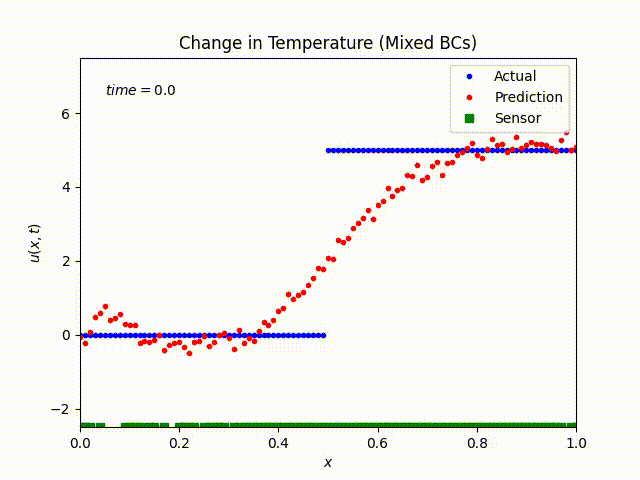 Change in Temperature (Mixed BCs)
time = 0.0
Actual
Prediction
Sensor
6
4
2
0
−2
u(x, t)
0.0 0.2 0.4 0.6 0.8 1.0
x